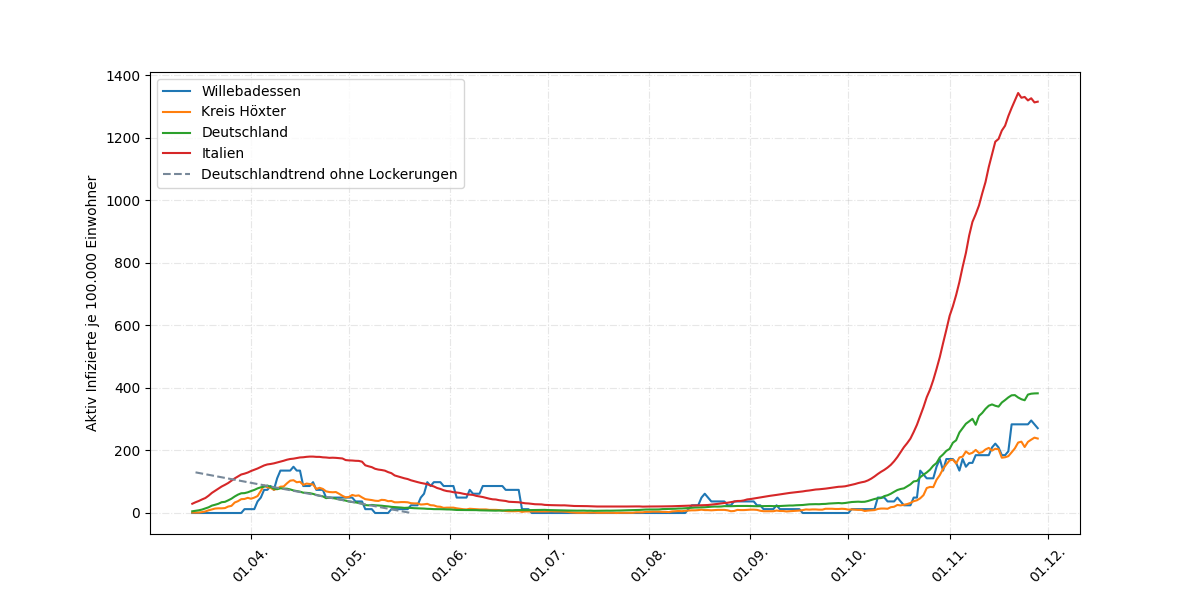 Willebadessen
Kreis Höxter
Deutschland
Italien
Deutschlandtrend ohne Lockerungen
Aktiv Infizierte je 100.000 Einwohner
1400
1200
1000
800
600
400
200
0
01.04.
01.05.
01.06.
01.07.
01.08.
01.09.
01.10.
01.11.
01.12.